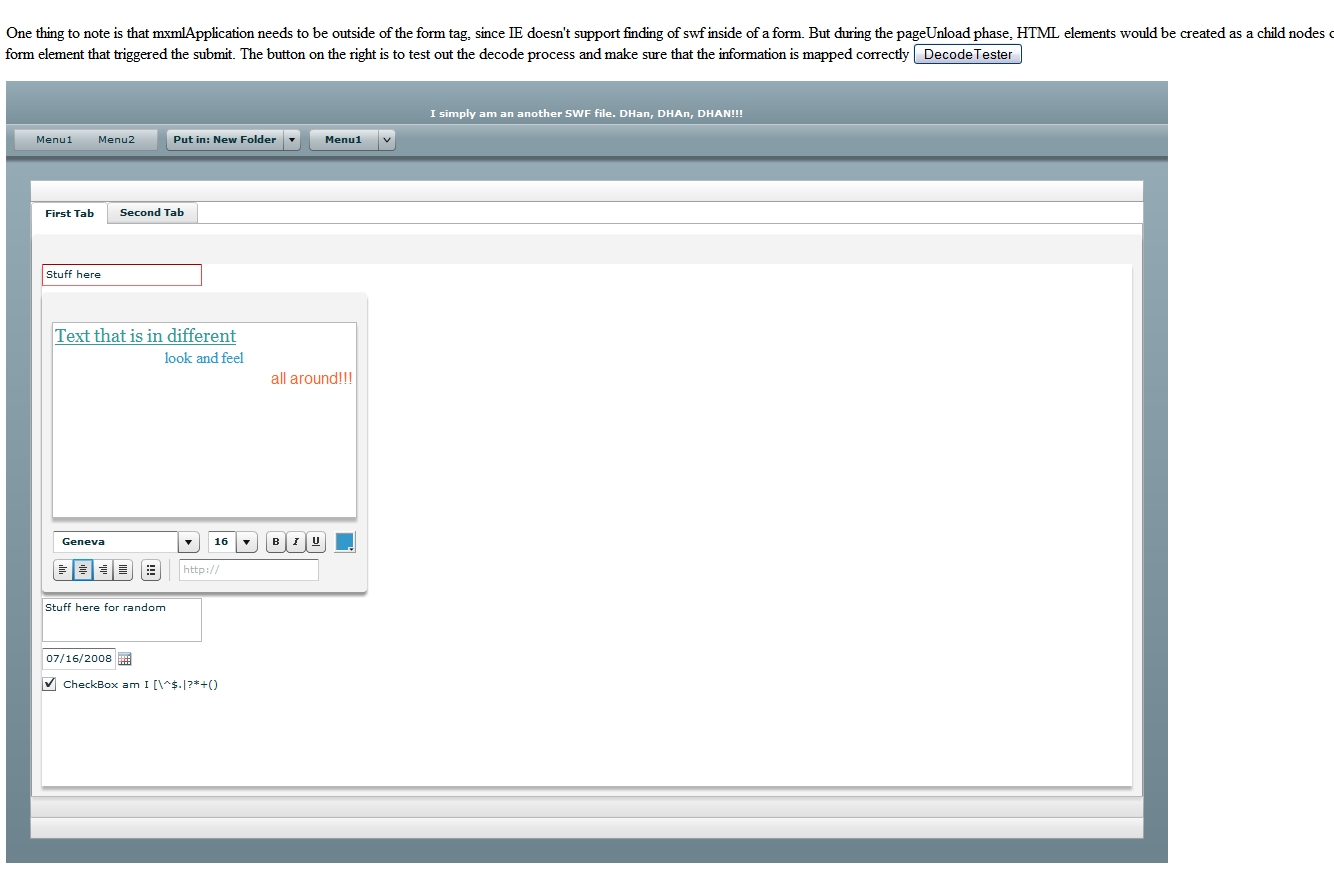 One thing to note is that mxmlApplication needs to be outside of the form tag, since IE doesn't support finding of swf inside of a form. But during the pageUnload phase, HTML elements would be created as a child nodes
form element that triggered the submit. The button on the right is to test out the decode process and make sure that the information is mapped correctly DecodeTester
I simply am an another SWF file. DHan, DHAn, DHAN!!!
Menu1 Menu2 Put in: New Folder Menu1
First Tab Second Tab
Stuff here
Text that is in different
look and feel
all around!!!
Geneva 16 B I U
http://
Stuff here for random
07/16/2008
CheckBox am I [\^$.|?*+()